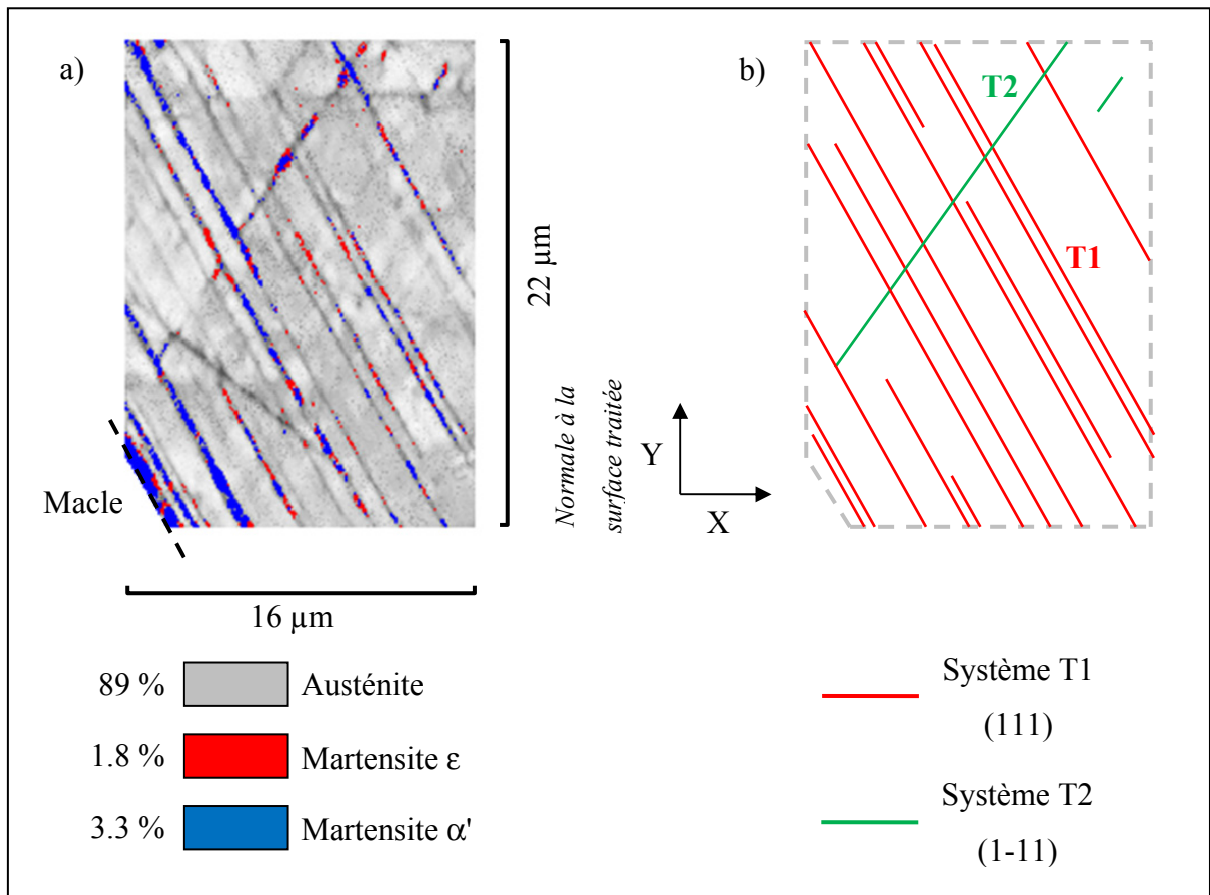 a)
22 µm
Normale à la
surface traitée
Macle
16 µm
89 %
Austénite
1.8 %
Martensite ε
3.3 %
Martensite α'
b)
T2
T1
Y
X
Système T1
(111)
Système T2
(1-11)